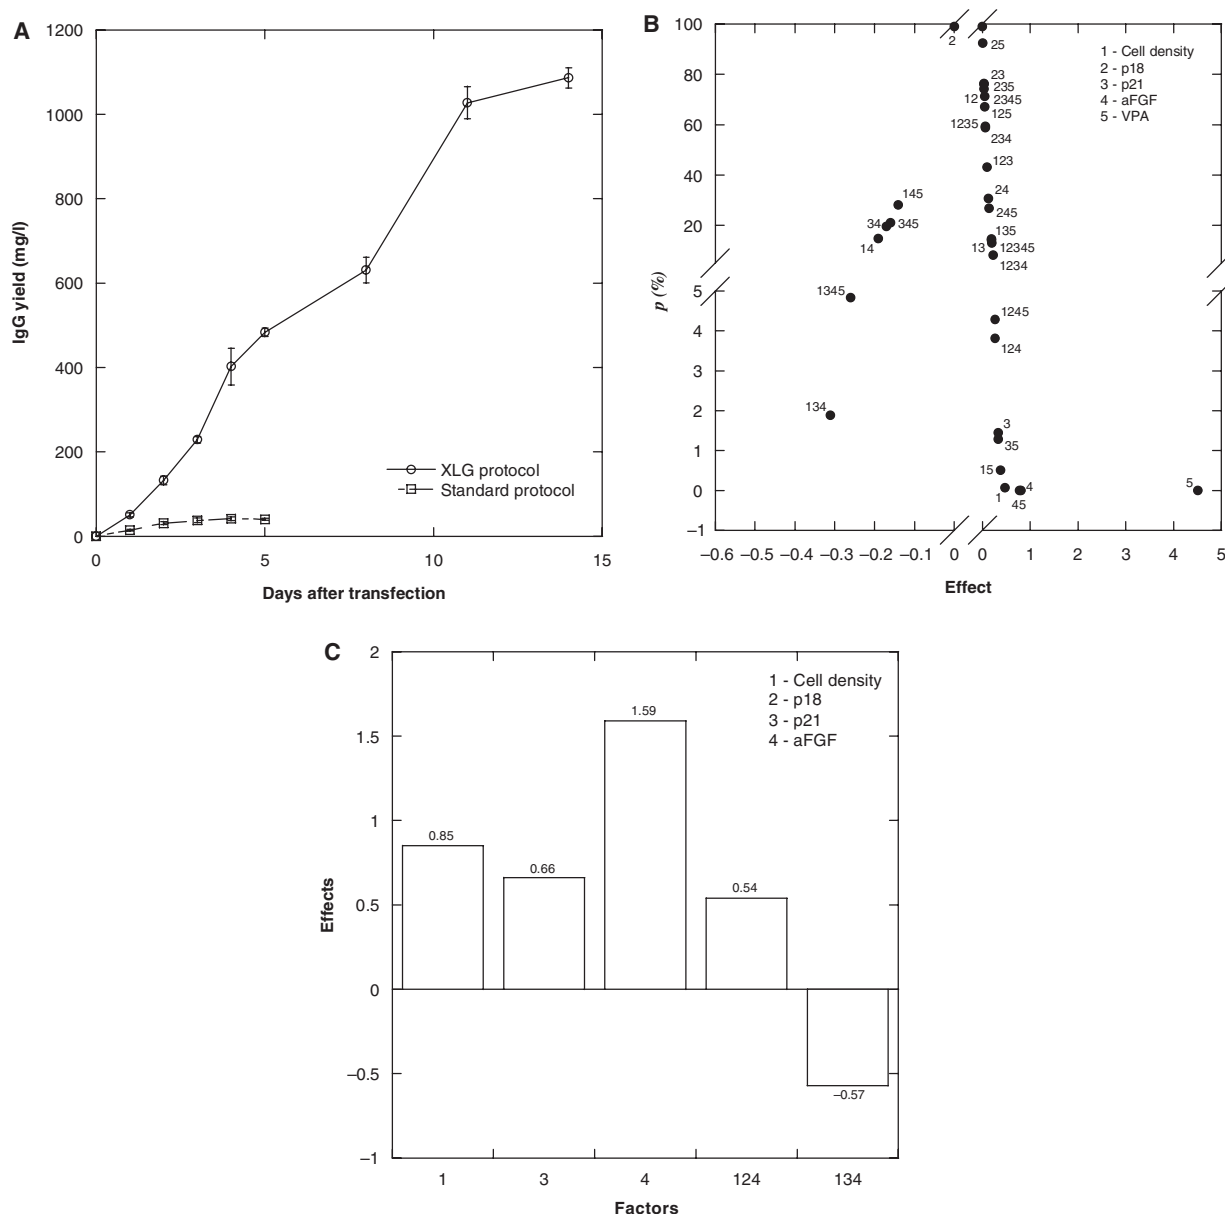 A
1200
1000
800
600
400
200
0
IgG yield (mg/l)
XLG protocol
Standard protocol
0 5 10 15
Days after transfection
B
100
80
60
40
20
5
4
3
2
1
0
−1
p (%)
1 - Cell density
2 - p18
3 - p21
4 - aFGF
5 - VPA
2
25
23
235
12 2345
125
1235
234
123
145
24
34 345
245
14
135
13 12345
1234
1345
1245
124
134
3
35
15
1 4
45
5
−0.6 −0.5 −0.4 −0.3 −0.2 −0.1 0 0 1 2 3 4 5
Effect
C
2
1.5
1
0.5
0
−0.5
−1
Effects
1 - Cell density
2 - p18
3 - p21
4 - aFGF
0.85
0.66
1.59
0.54
−0.57
1 3 4 124 134
Factors